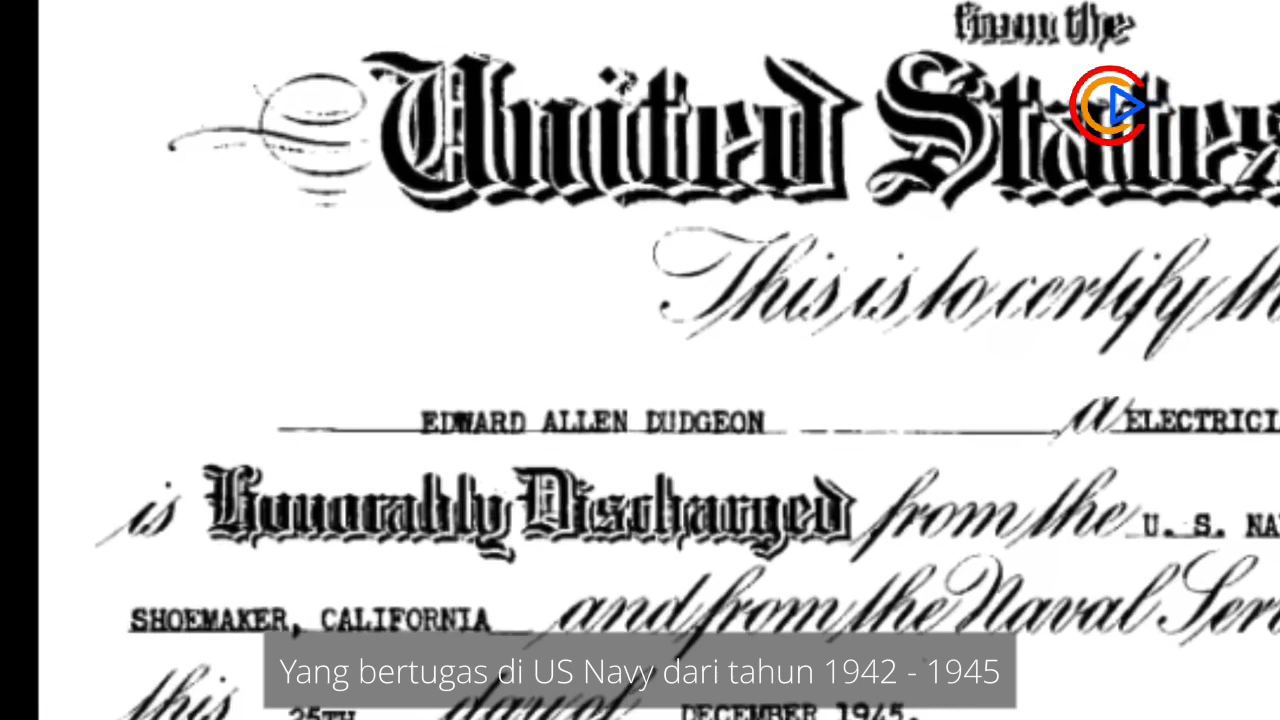 from the
United States
This is to certify th
EDWARD ALLEN DUDGEON a ELECTRICI
is Honorably Discharged from the U. S. NA
SHOEMAKER, CALIFORNIA and from the Naval Ser
this 25TH day of DECEMBER 1945.
Yang bertugas di US Navy dari tahun 1942 - 1945